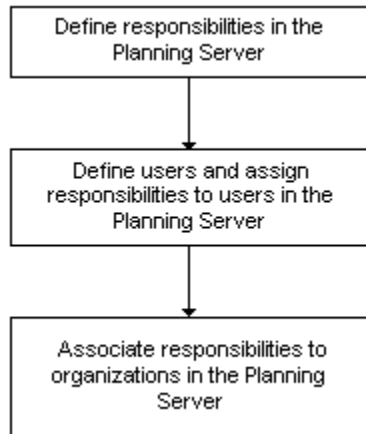 Define responsibilities in the
Planning Server
Define users and assign
responsibilities to users in the
Planning Server
Associate responsibilities to
organizations in the Planning
Server